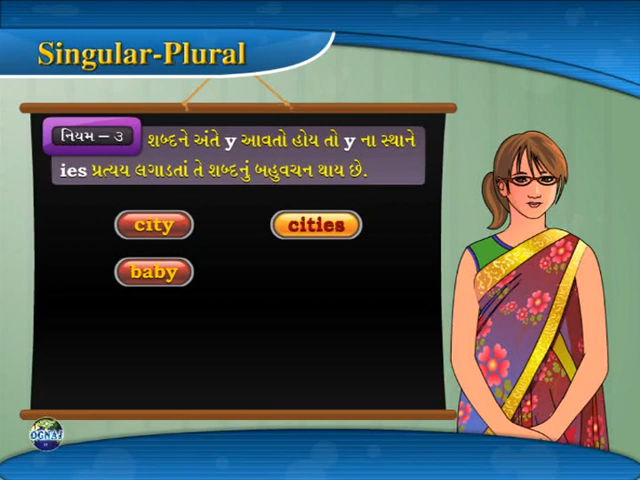 Singular-Plural
નિયમ – ૩ શબ્દને અંતે y આવતો હોય તો y ના સ્થાને
ies પ્રત્યય લગાડતાં તે શબ્દનું બહુવચન થાય છે.
city cities
baby